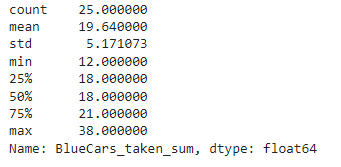 count    25.000000
mean     19.640000
std       5.171073
min      12.000000
25%      18.000000
50%      18.000000
75%      21.000000
max      38.000000
Name: BlueCars_taken_sum, dtype: float64